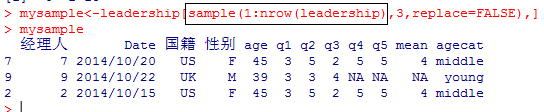 > mysample<-leadership[sample(1:nrow(leadership),3,replace=FALSE),]
> mysample
经理人 Date 国籍 性别 age q1 q2 q3 q4 q5 mean agecat
7 7 2014/10/20 US F 45 3 5 2 5 5 4 middle
9 9 2014/10/22 UK M 39 3 3 4 NA NA NA young
2 2 2014/10/15 US F 45 3 5 2 5 5 4 middle
>